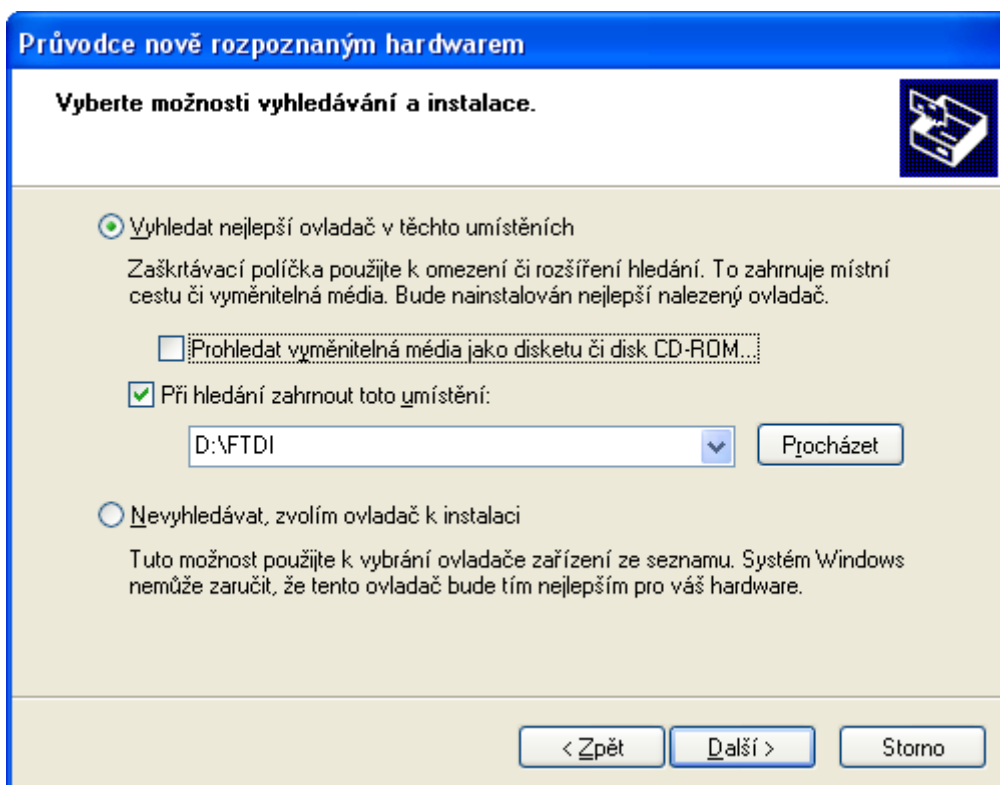 Průvodce nově rozpoznaným hardwarem
Vyberte možnosti vyhledávání a instalace.
Vyhledat nejlepší ovladač v těchto umístěních
Zaškrtávací políčka použijte k omezení či rozšíření hledání. To zahrnuje místní
cestu či vyměnitelná média. Bude nainstalován nejlepší nalezený ovladač.
Prohledat vyměnitelná média jako disketu či disk CD-ROM...
Při hledání zahrnout toto umístění:
D:\FTDI
Procházet
Nevyhledávat, zvolím ovladač k instalaci
Tuto možnost použijte k vybrání ovladače zařízení ze seznamu. Systém Windows
nemůže zaručit, že tento ovladač bude tím nejlepším pro váš hardware.
< Zpět
Další >
Storno